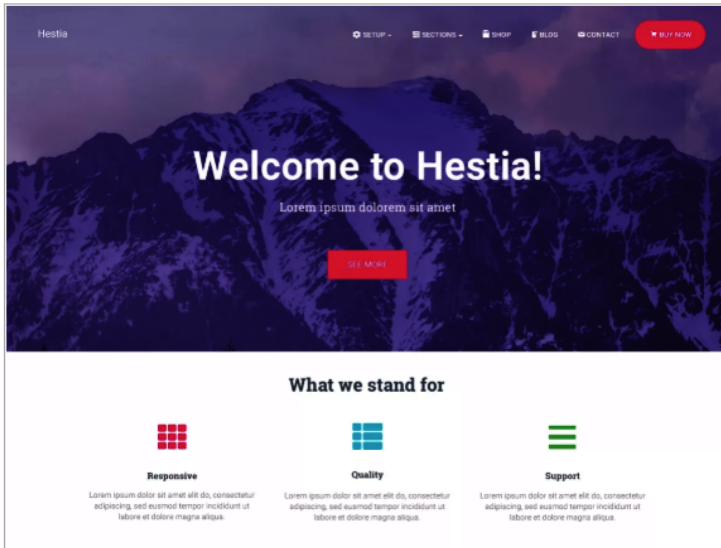 Hestia
SETUP
SECTIONS
SHOP
BLOG
CONTACT
BUY NOW
Welcome to Hestia!
Lorem ipsum dolorem sit amet
SEE MORE
What we stand for
Responsive
Lorem ipsum dolor sit amet elit do, consectetur
adipiscing, sed eusmod tempor incididunt ut
labore et dolore magna aliqua.
Quality
Lorem ipsum dolor sit amet elit do, consectetur
adipiscing, sed eusmod tempor incididunt ut
labore et dolore magna aliqua.
Support
Lorem ipsum dolor sit amet elit do, consectetur
adipiscing, sed eusmod tempor incididunt ut
labore et dolore magna aliqua.